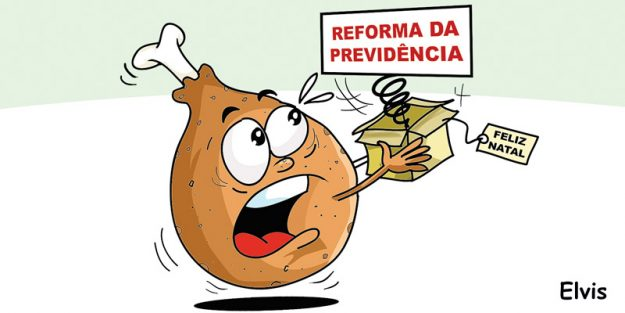 REFORMA DA
PREVIDÊNCIA
FELIZ
NATAL
Elvis